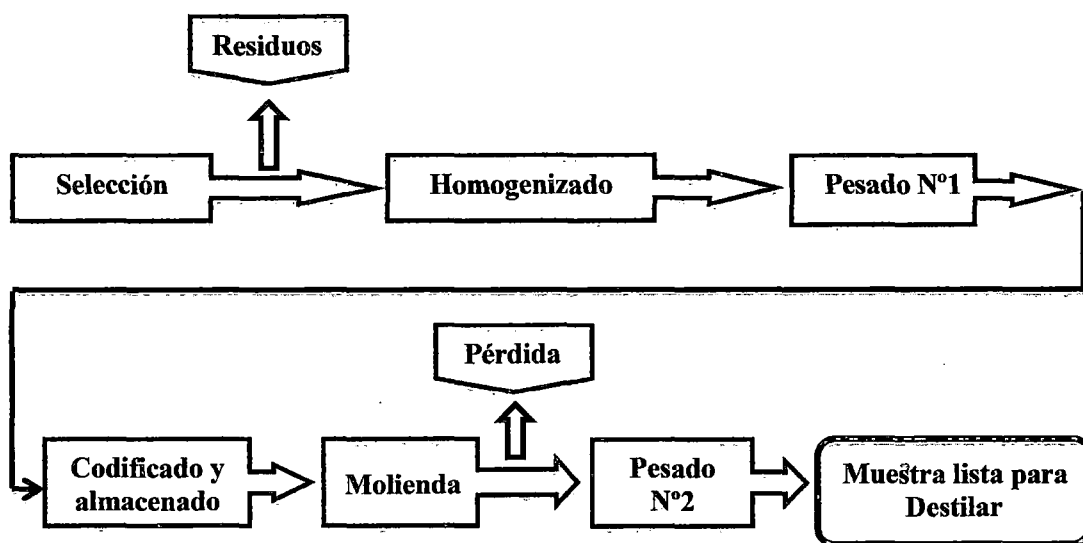 Residuos
Selección
Homogenizado
Pesado Nº1
Pérdida
Codificado y
almacenado
Molienda
Pesado
Nº2
Muestra lista para
Destilar